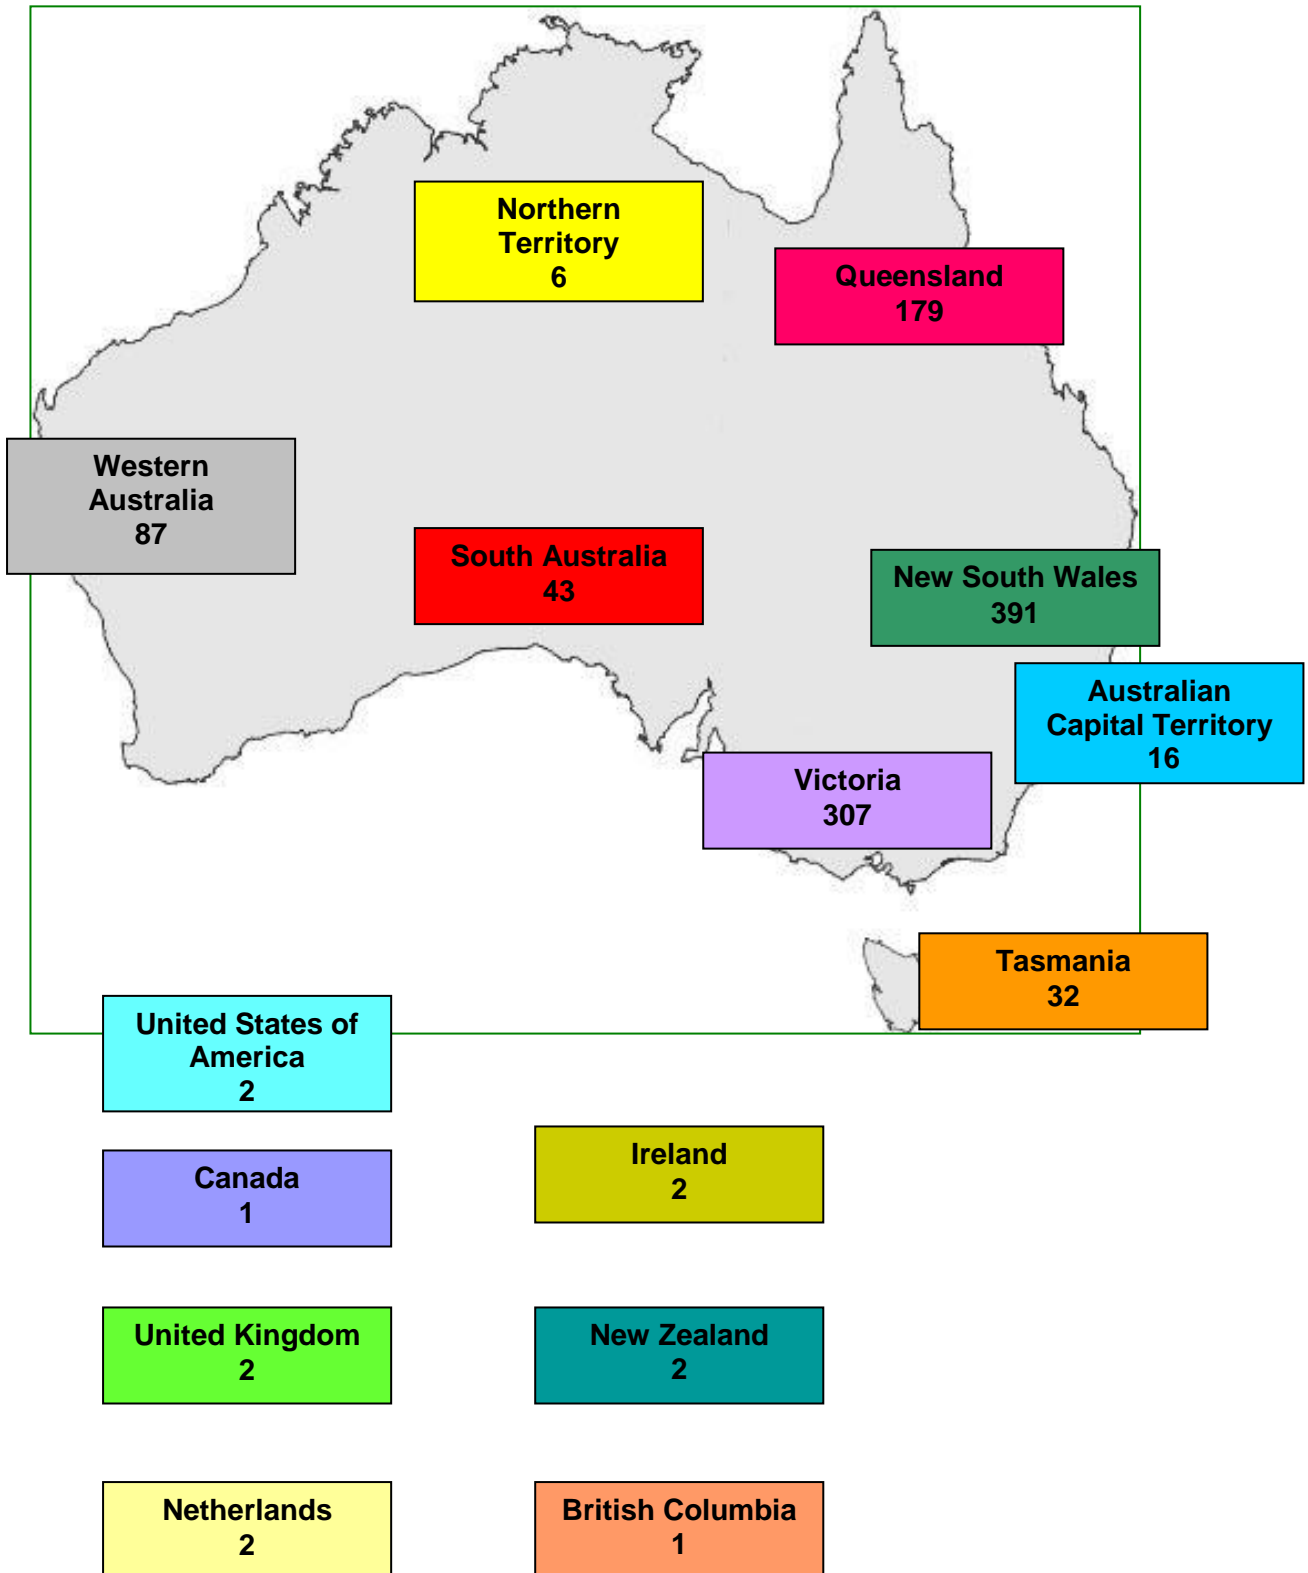 Northern
Territory
6
Queensland
179
Western
Australia
87
South Australia
43
New South Wales
391
Australian
Capital Territory
16
Victoria
307
Tasmania
32
United States of
America
2
Ireland
2
Canada
1
United Kingdom
2
New Zealand
2
Netherlands
2
British Columbia
1